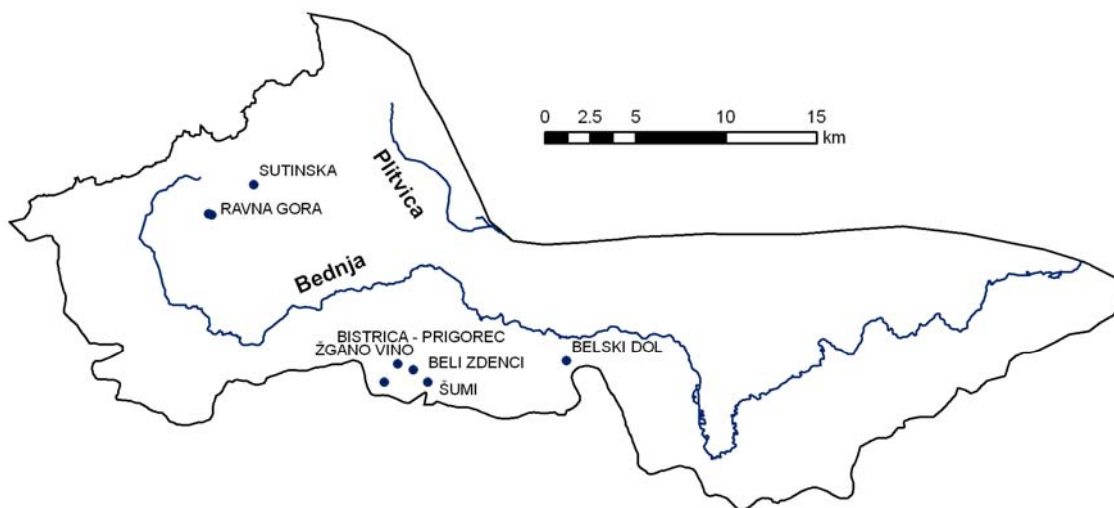 0 2.5 5 10 15
km
Plitvica
SUTINSKA
RAVNA GORA
Bednja
BISTRICA - PRIGOREC
ŽGANO VINO
BELI ZDENCI
BELSKI DOL
ŠUMI